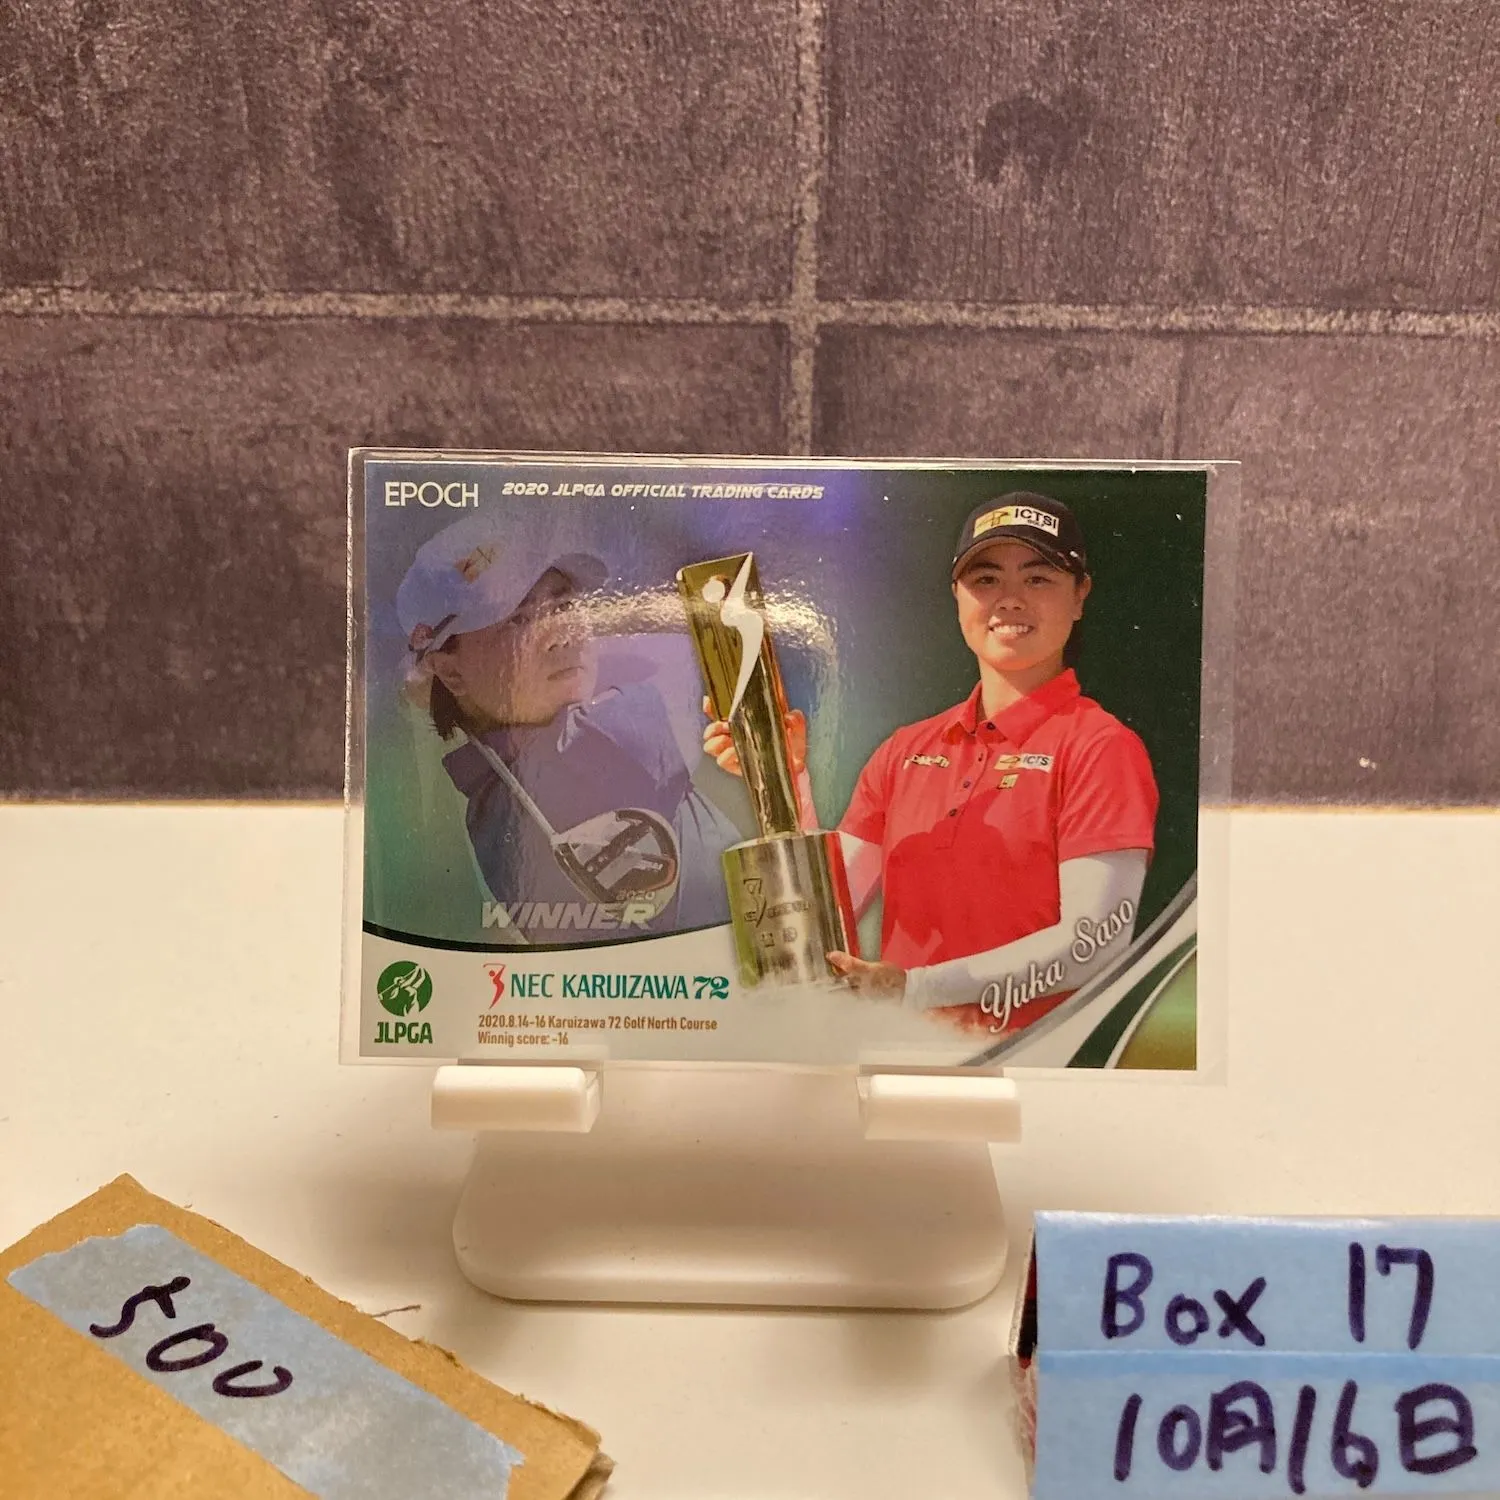 EPOCH
2020 JLPGA OFFICIAL TRADING CARDS
ICTSI
GOLF
ICTSI
2020
WINNER
JLPGA
NEC KARUIZAWA 72
2020.8.14-16 Karuizawa 72 Golf North Course
Winnig score: -16
Yuka Saso
500
Box 17
10月16日